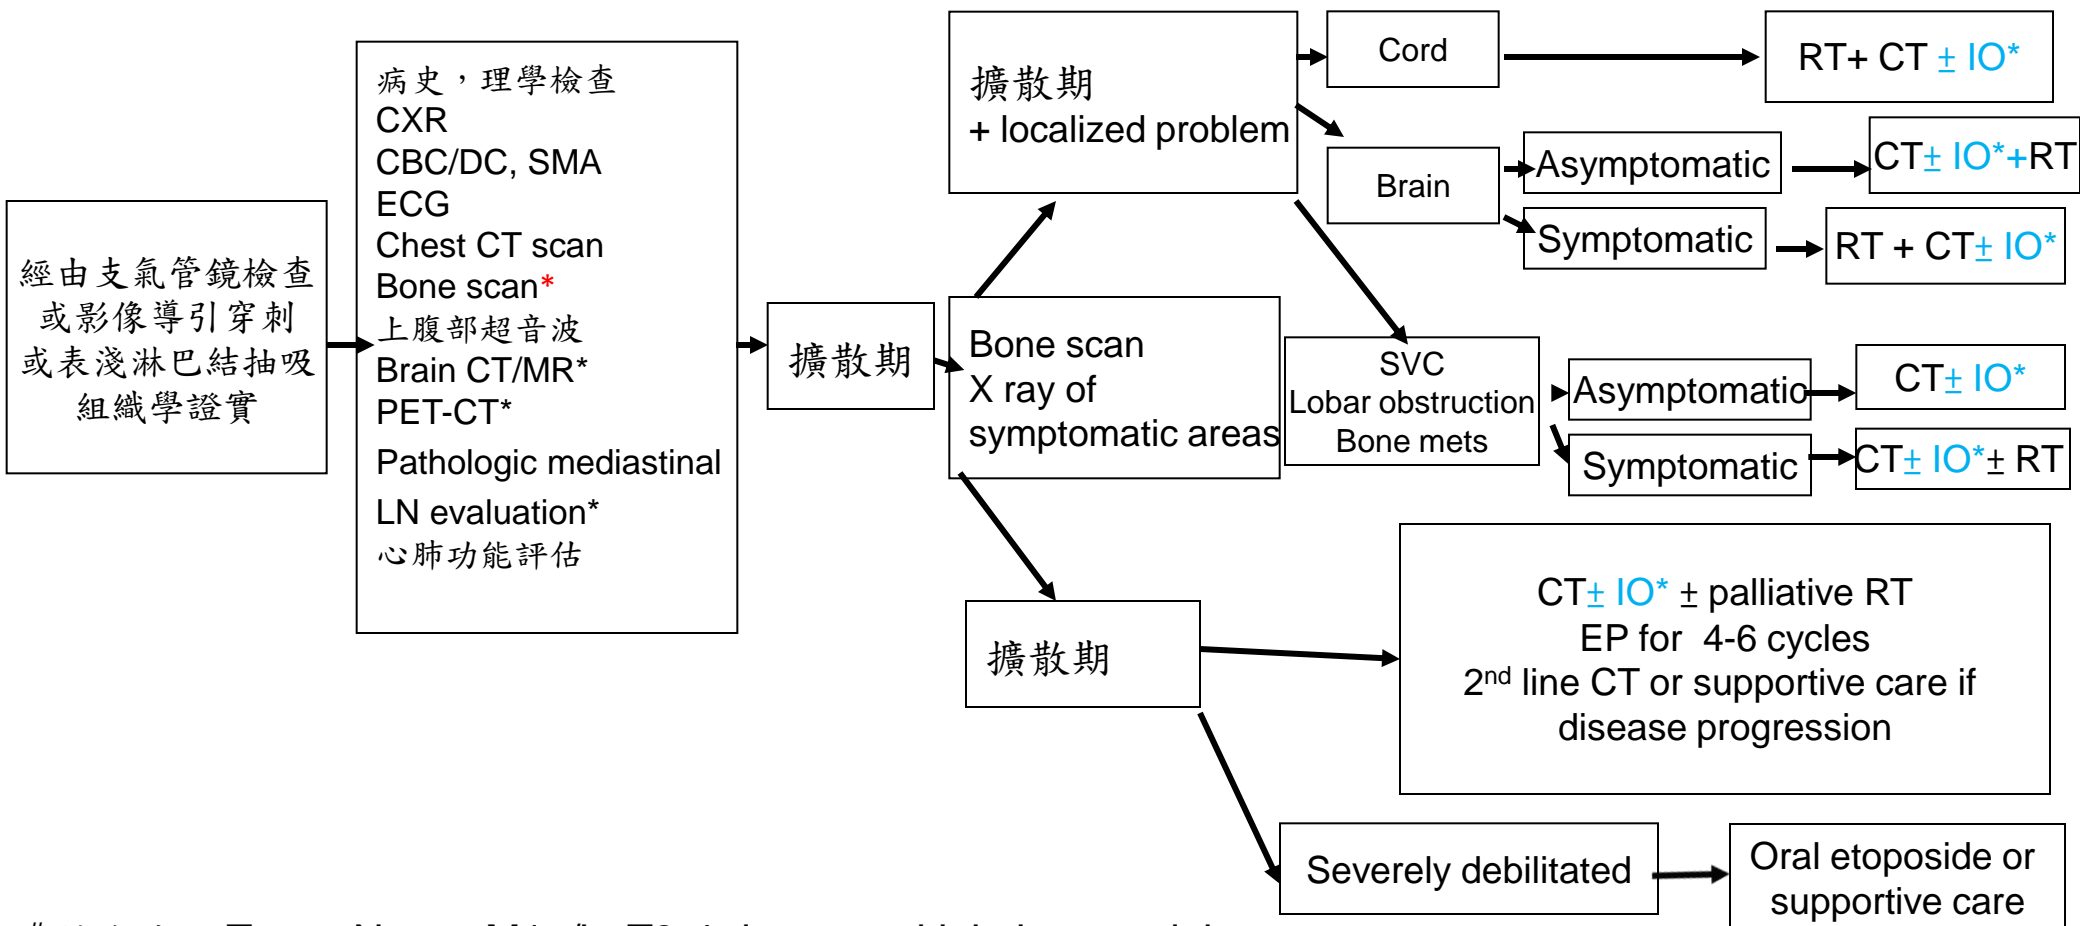 經由支氣管鏡檢查
或影像導引穿刺
或表淺淋巴結抽吸
組織學證實
病史，理學檢查
CXR
CBC/DC, SMA
ECG
Chest CT scan
Bone scan*
上腹部超音波
Brain CT/MR*
PET-CT*
Pathologic mediastinal
LN evaluation*
心肺功能評估
擴散期
擴散期
+ localized problem
Bone scan
X ray of
symptomatic areas
擴散期
Cord
RT+ CT ± IO*
Brain
Asymptomatic
CT± IO*+RT
Symptomatic
RT + CT± IO*
SVC
Lobar obstruction
Bone mets
Asymptomatic
CT± IO*
Symptomatic
CT± IO*± RT
CT± IO* ± palliative RT
EP for 4-6 cycles
2nd line CT or supportive care if
disease progression
Severely debilitated
Oral etoposide or
supportive care